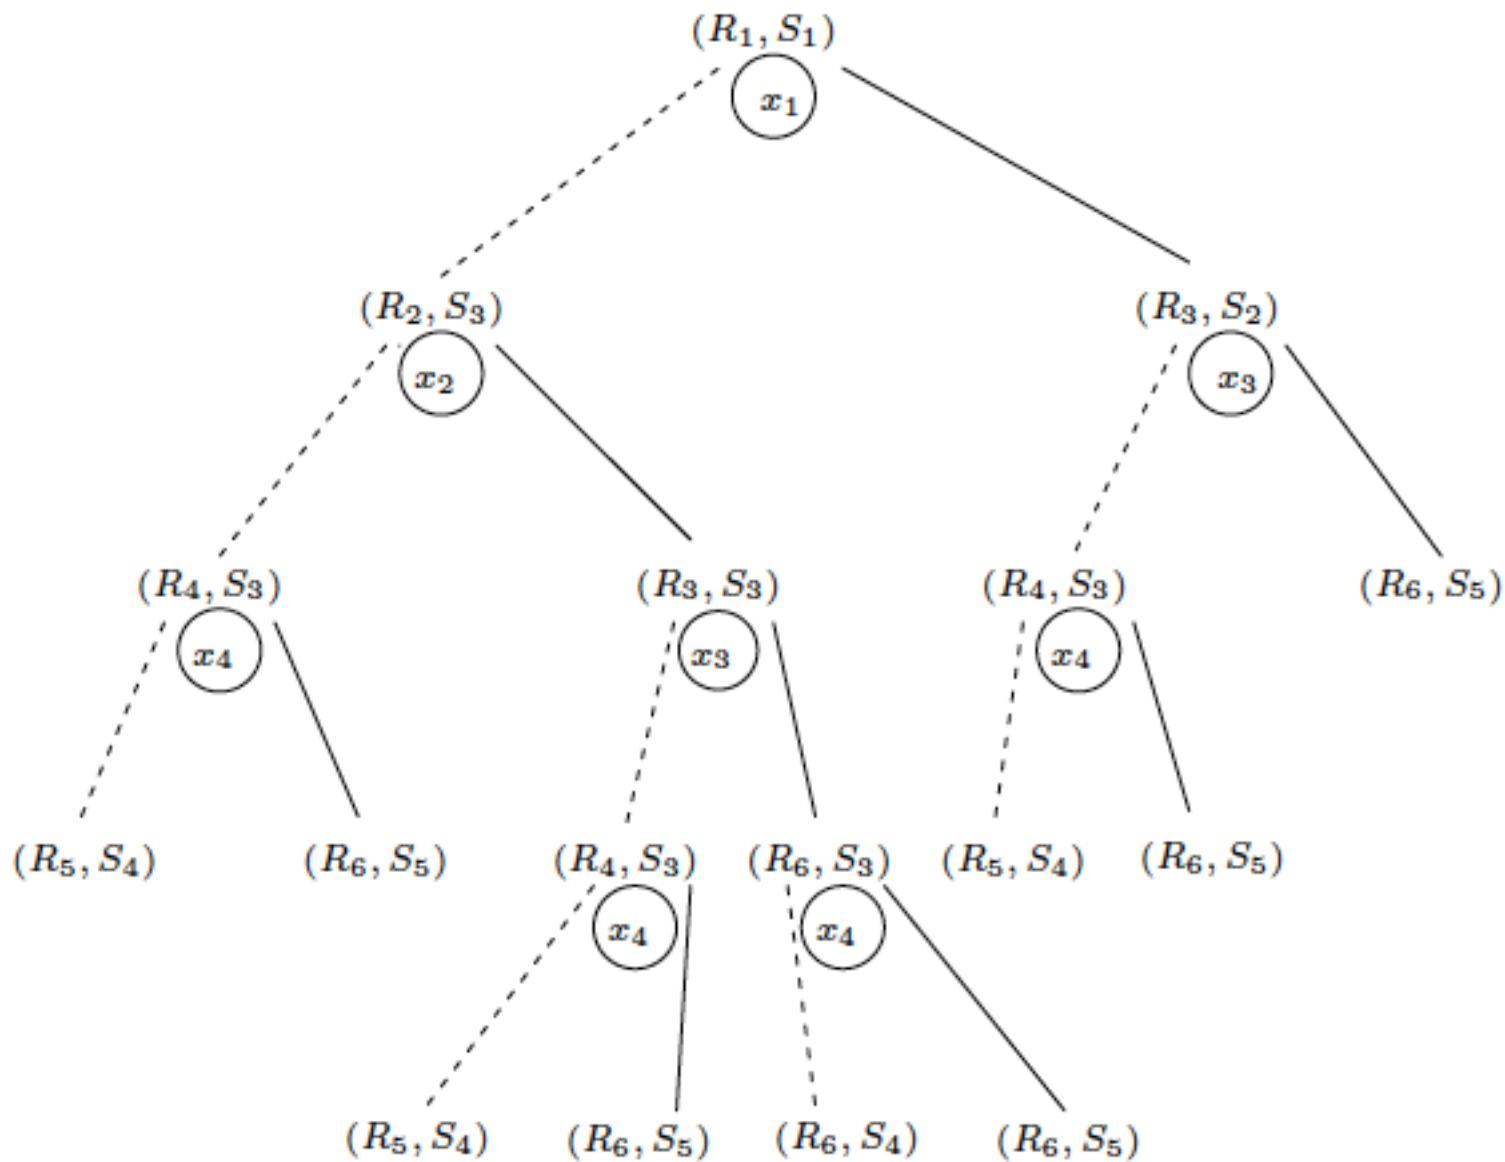 (R₁, S₁)
x₁
(R₂, S₃) (R₃, S₂)
x₂ x₃
(R₄, S₃) (R₃, S₃) (R₄, S₃) (R₆, S₅)
x₄ x₃ x₄
(R₅, S₄) (R₆, S₅) (R₄, S₃) (R₆, S₃) (R₅, S₄) (R₆, S₅)
x₄ x₄
(R₅, S₄) (R₆, S₅) (R₆, S₄) (R₆, S₅)